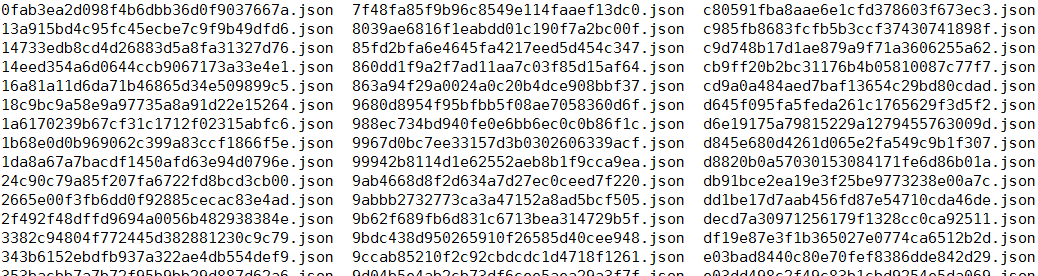 0fab3ea2d098f4b6dbb36d0f9037667a.json 7f48fa85f9b96c8549e114faaef13dc0.json c80591fba8aae6e1cfd378603f673ec3.json
13a915bd4c95fc45ecbe7c9f9b49dfd6.json 8039ae6816f1eabdd01c190f7a2bc00f.json c985fb8683fcfb5b3ccf37430741898f.json
14733edb8cd4d26883d5a8fa31327d76.json 85fd2bfa6e4645fa4217eed5d454c347.json c9d748b17d1ae879a9f71a3606255a62.json
14eed354a6d0644ccb9067173a33e4e1.json 860dd1f9a2f7ad11aa7c03f85d15af64.json cb9ff20b2bc31176b4b05810087c77f7.json
16a81a11d6da71b46865d34e509899c5.json 863a94f29a0024a0c20b4dce908bbf37.json cd9a0a484aed7baf13654c29bd80cdad.json
18c9bc9a58e9a97735a8a91d22e15264.json 9680d8954f95bfbb5f08ae7058360d6f.json d645f095fa5feda261c1765629f3d5f2.json
1a6170239b67cf31c1712f02315abfc6.json 988ec734bd940fe0e6bb6ec0c0b86f1c.json d6e19175a79815229a1279455763009d.json
1b68e0d0b969062c399a83ccf1866f5e.json 9967d0bc7ee33157d3b0302606339acf.json d845e680d4261d065e2fa549c9b1f307.json
1da8a67a7bacdf1450afd63e94d0796e.json 99942b8114d1e62552aeb8b1f9cca9ea.json d8820b0a57030153084171fe6d86b01a.json
24c90c79a85f207fa6722fd8bcd3cb00.json 9ab4668d8f2d634a7d27ec0ceed7f220.json db91bce2ea19e3f25be9773238e00a7c.json
2665e00f3fb6dd0f92885cecac83e4ad.json 9abbb2732773ca3a47152a8ad5bcf505.json dd1be17d7aab456fd87e54710cda46de.json
2f492f48dffd9694a0056b482938384e.json 9b62f689fb6d831c6713bea314729b5f.json decd7a30971256179f1328cc0ca92511.json
3382c94804f772445d382881230c9c79.json 9bdc438d950265910f26585d40cee948.json df19e87e3f1b365027e0774ca6512b2d.json
343b6152ebdfb937a322ae4db554def9.json 9ccab85210f2c92cbdcdc1d4718f1261.json e03bad8440c80e70fef8386dde842d29.json